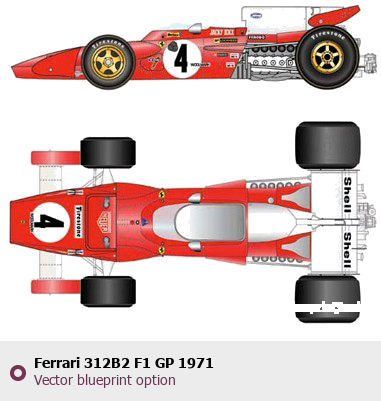 Firestone
4
JACKY ICKX
Firestone
4
Firestone
Shell
Shell
Ferrari 312B2 F1 GP 1971
Vector blueprint option